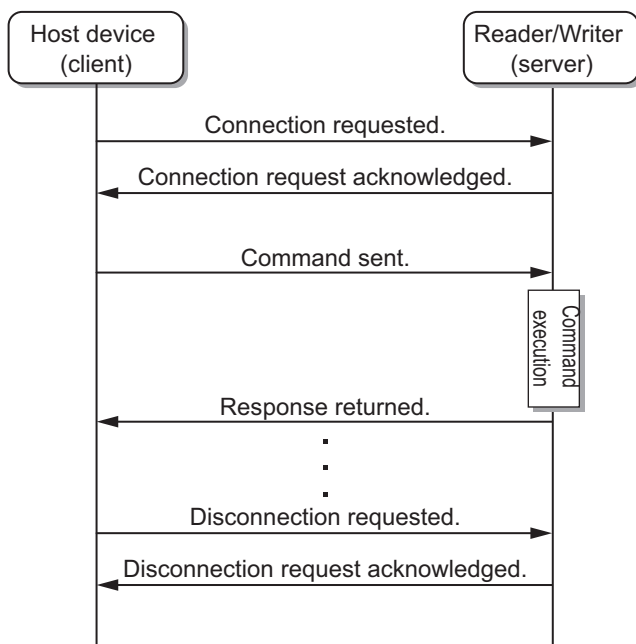 Host device
(client)
Reader/Writer
(server)
Connection requested.
Connection request acknowledged.
Command sent.
Command
execution
Response returned.
Disconnection requested.
Disconnection request acknowledged.